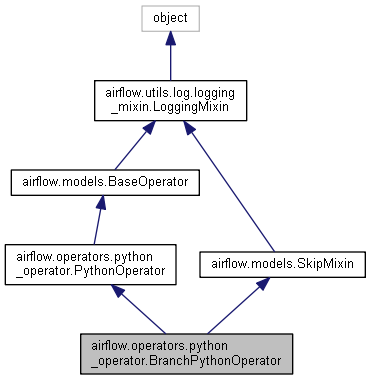 object
airflow.utils.log.logging
_mixin.LoggingMixin
airflow.models.BaseOperator
airflow.operators.python
_operator.PythonOperator
airflow.models.SkipMixin
airflow.operators.python
_operator.BranchPythonOperator